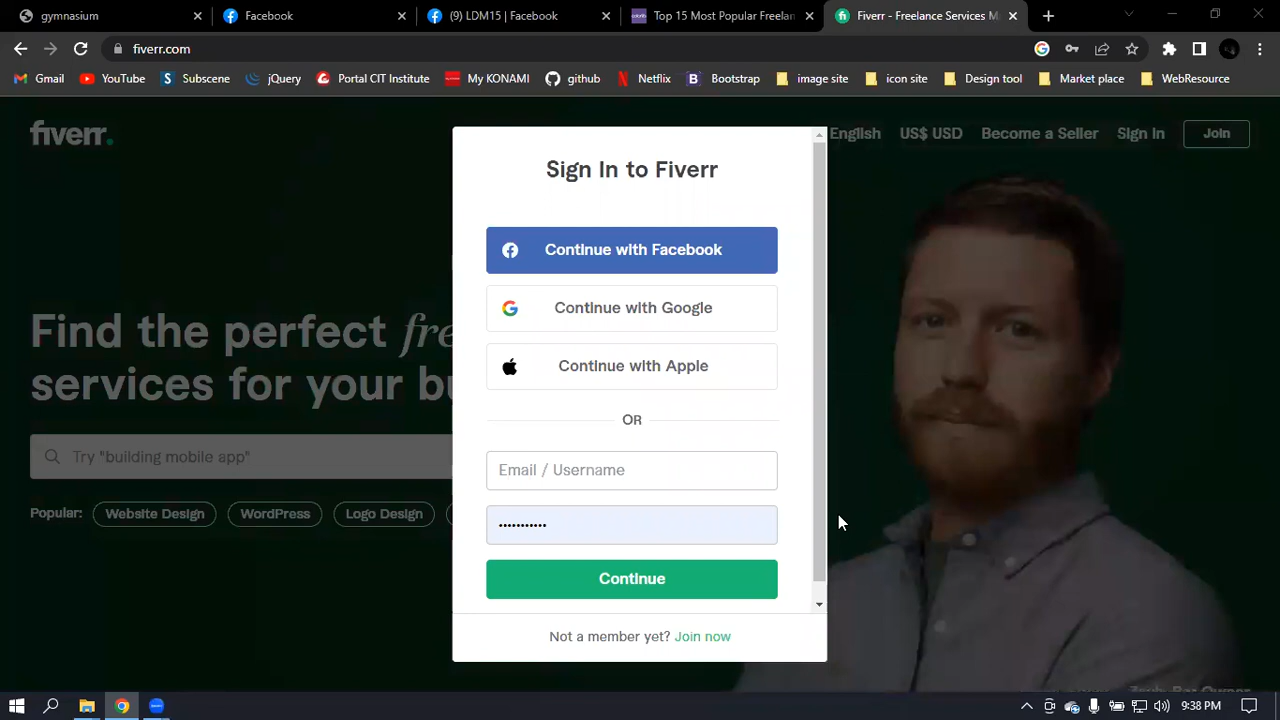 gymnasium
Facebook
(9) LDM15 | Facebook
Top 15 Most Popular Freelan
Fiverr - Freelance Services M
fiverr.com
Gmail
YouTube
Subscene
jQuery
Portal CIT Institute
My KONAMI
github
Netflix
Bootstrap
image site
icon site
Design tool
Market place
WebResource
fiverr.
English
US$ USD
Become a Seller
Sign In
Join
Sign In to Fiverr
Continue with Facebook
Continue with Google
Continue with Apple
OR
Email / Username
•••••••••••
Continue
Not a member yet? Join now
Find the perfect fre
services for your bu
Try "building mobile app"
Popular:
Website Design
WordPress
Logo Design
9:38 PM